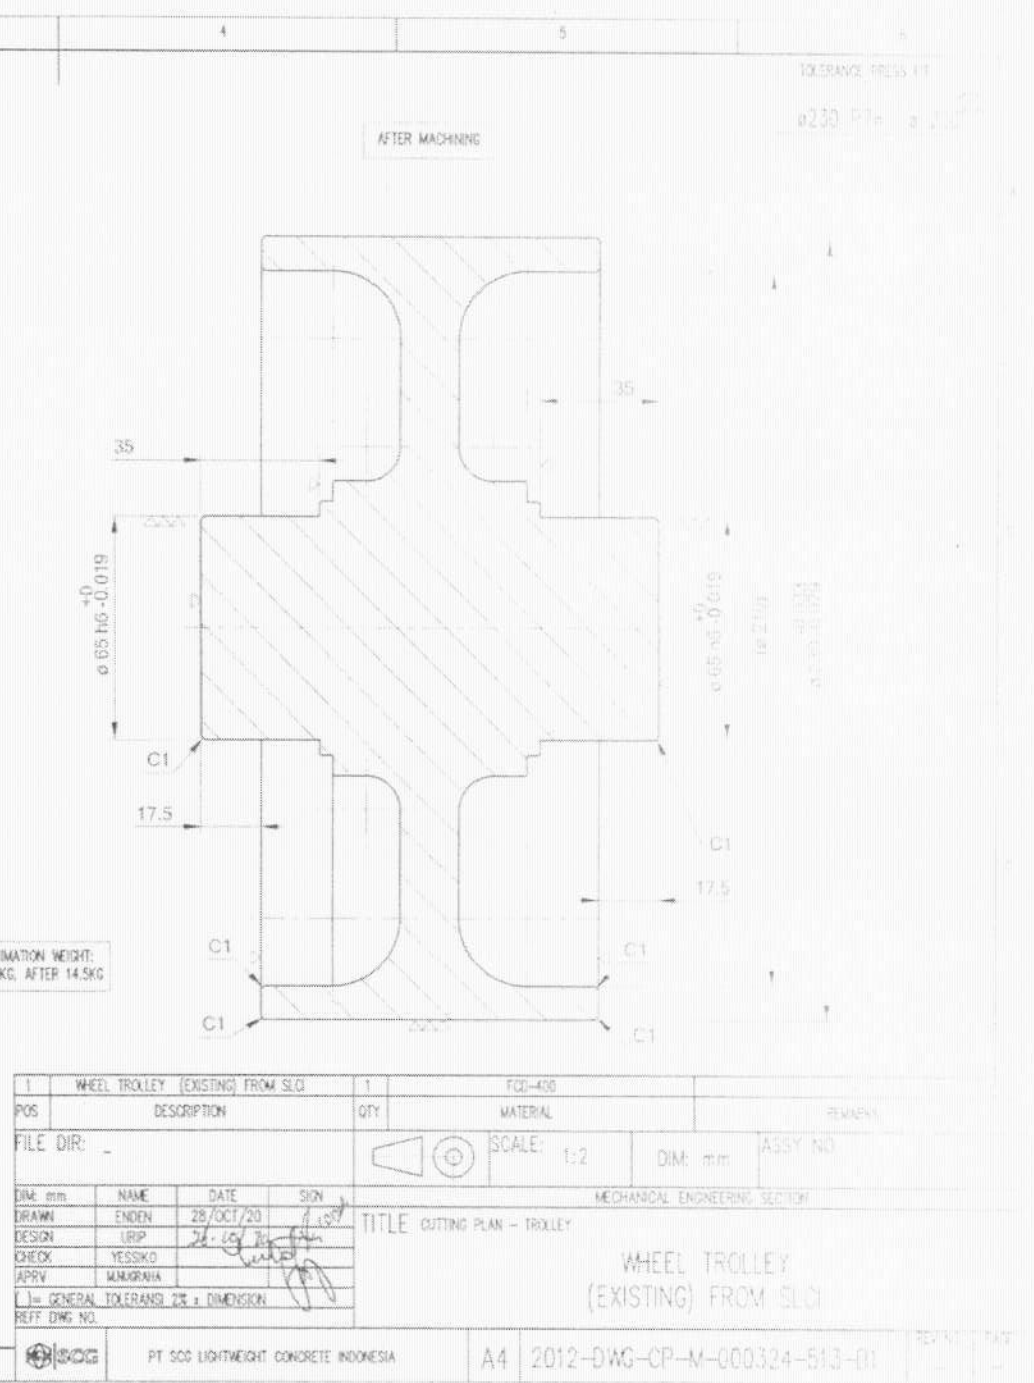 4 5 6
TOLERANCE PRESS FIT
ø230
AFTER MACHINING
35
35
ø 65 h6 +0 -0.019
ø 65 h6 +0 -0.019
C1
17.5
C1
17.5
C1
C1
C1
C1
IMATION WEIGHT:
KG, AFTER 14.5KG
1 WHEEL TROLLEY (EXISTING) FROM SLCI 1 FCD-400
POS DESCRIPTION QTY MATERIAL REMARKS
FILE DIR: _ SCALE: 1:2 DIM: mm ASSY NO
DIM: mm NAME DATE SIGN MECHANICAL ENGINEERING SECTION
DRAWN ENDEN 28/OCT/20
TITLE CUTTING PLAN - TROLLEY
DESIGN URIP
CHECK YESSIKO
WHEEL TROLLEY
APRV M.NUGRAHA
(EXISTING) FROM SLCI
( )= GENERAL TOLERANSI 2% ± DIMENSION
REFF DWG NO.
SCG PT SCG LIGHTWEIGHT CONCRETE INDONESIA A4 2012-DWG-CP-M-000324-513-01